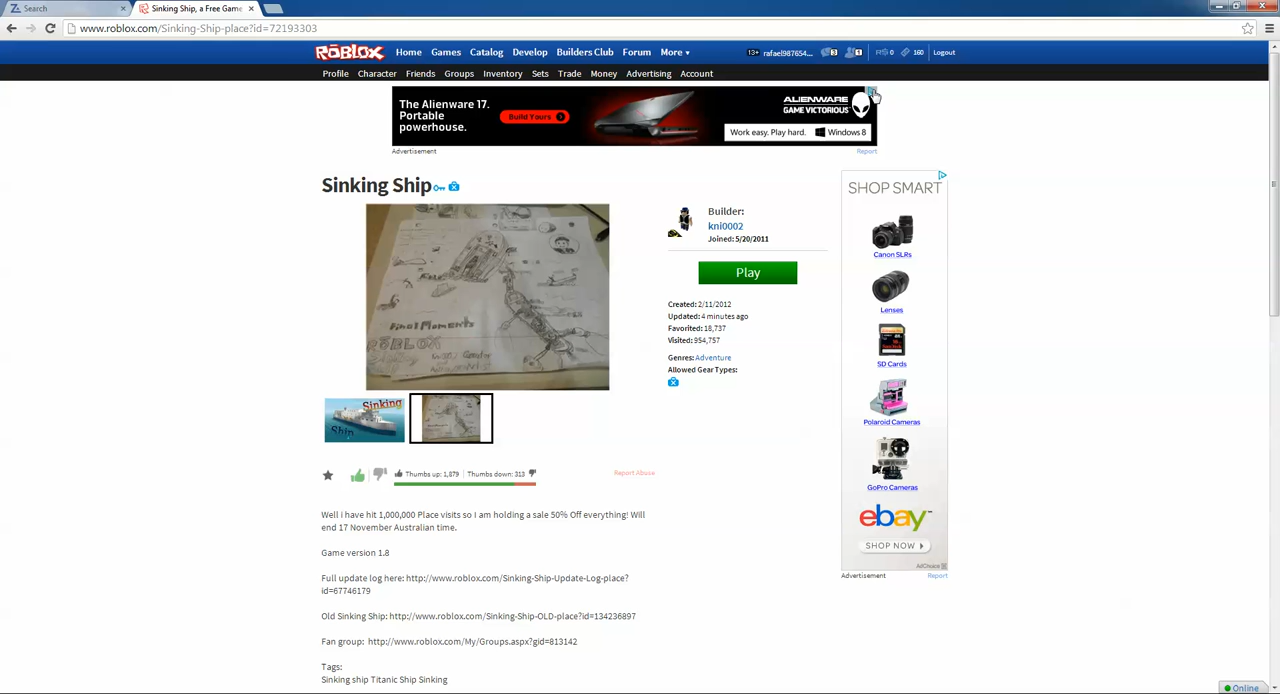 Search
Sinking Ship, a Free Game
www.roblox.com/Sinking-Ship-place?id=72193303
ROBLOX Home Games Catalog Develop Builders Club Forum More 13+ rafael987654... 3 1 R$ 0 160 Logout
Profile Character Friends Groups Inventory Sets Trade Money Advertising Account
The Alienware 17.
Portable
powerhouse.
Build Yours
ALIENWARE
GAME VICTORIOUS
Work easy. Play hard. Windows 8
Advertisement Report
Sinking Ship
Final Moments
ROBLOX
Sinking
Ship
Builder:
kni0002
Joined: 5/20/2011
Play
Created: 2/11/2012
Updated: 4 minutes ago
Favorited: 18,737
Visited: 954,757
Genres: Adventure
Allowed Gear Types:
Thumbs up: 1,879 Thumbs down: 313 Report Abuse
Well i have hit 1,000,000 Place visits so I am holding a sale 50% Off everything! Will
end 17 November Australian time.
Game version 1.8
Full update log here: http://www.roblox.com/Sinking-Ship-Update-Log-place?
id=67746179
Old Sinking Ship: http://www.roblox.com/Sinking-Ship-OLD-place?id=134236897
Fan group: http://www.roblox.com/My/Groups.aspx?gid=813142
Tags:
Sinking ship Titanic Ship Sinking
SHOP SMART
Canon SLRs
Lenses
SD Cards
Polaroid Cameras
GoPro Cameras
ebay™
SHOP NOW
AdChoice
Advertisement Report
Online